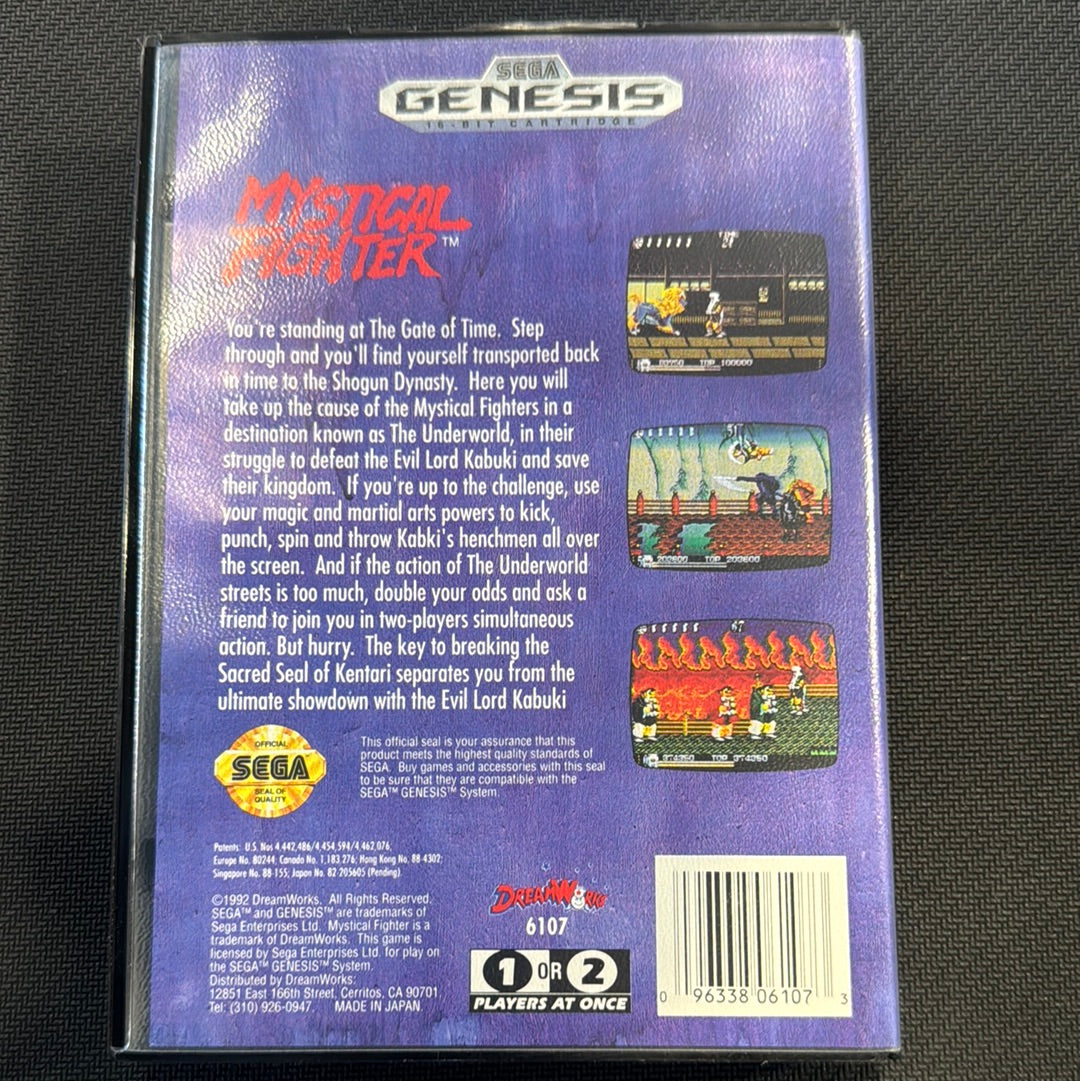 SEGA
GENESIS
16-BIT CARTRIDGE
MYSTICAL
FIGHTER™
You're standing at The Gate of Time. Step
through and you'll find yourself transported back
in time to the Shogun Dynasty. Here you will
take up the cause of the Mystical Fighters in a
destination known as The Underworld, in their
struggle to defeat the Evil Lord Kabuki and save
their kingdom. If you're up to the challenge, use
your magic and martial arts powers to kick,
punch, spin and throw Kabki's henchmen all over
the screen. And if the action of The Underworld
streets is too much, double your odds and ask a
friend to join you in two-players simultaneous
action. But hurry. The key to breaking the
Sacred Seal of Kentari separates you from the
ultimate showdown with the Evil Lord Kabuki
TOP 100000
203600 TOP 203600
67
374350 TOP 374350
OFFICIAL
SEGA
SEAL OF
QUALITY
This official seal is your assurance that this
product meets the highest quality standards of
SEGA. Buy games and accessories with this seal
to be sure that they are compatible with the
SEGA™ GENESIS™ System.
Patents: U.S. Nos 4,442,486/4,454,594/4,462,076,
Europe No. 80244, Canada No. 1,183,276; Hong Kong No. 88-4302;
Singapore No. 88-155; Japan No. 82-205605 (Pending)
©1992 DreamWorks. All Rights Reserved.
SEGA™ and GENESIS™ are trademarks of
Sega Enterprises Ltd. Mystical Fighter is a
trademark of DreamWorks. This game is
licensed by Sega Enterprises Ltd. for play on
the SEGA™ GENESIS™ System.
Distributed by DreamWorks:
12851 East 166th Street, Cerritos, CA 90701
Tel: (310) 926-0947. MADE IN JAPAN.
DREAMWORKS
6107
1 OR 2
PLAYERS AT ONCE
0 96338 06107 3